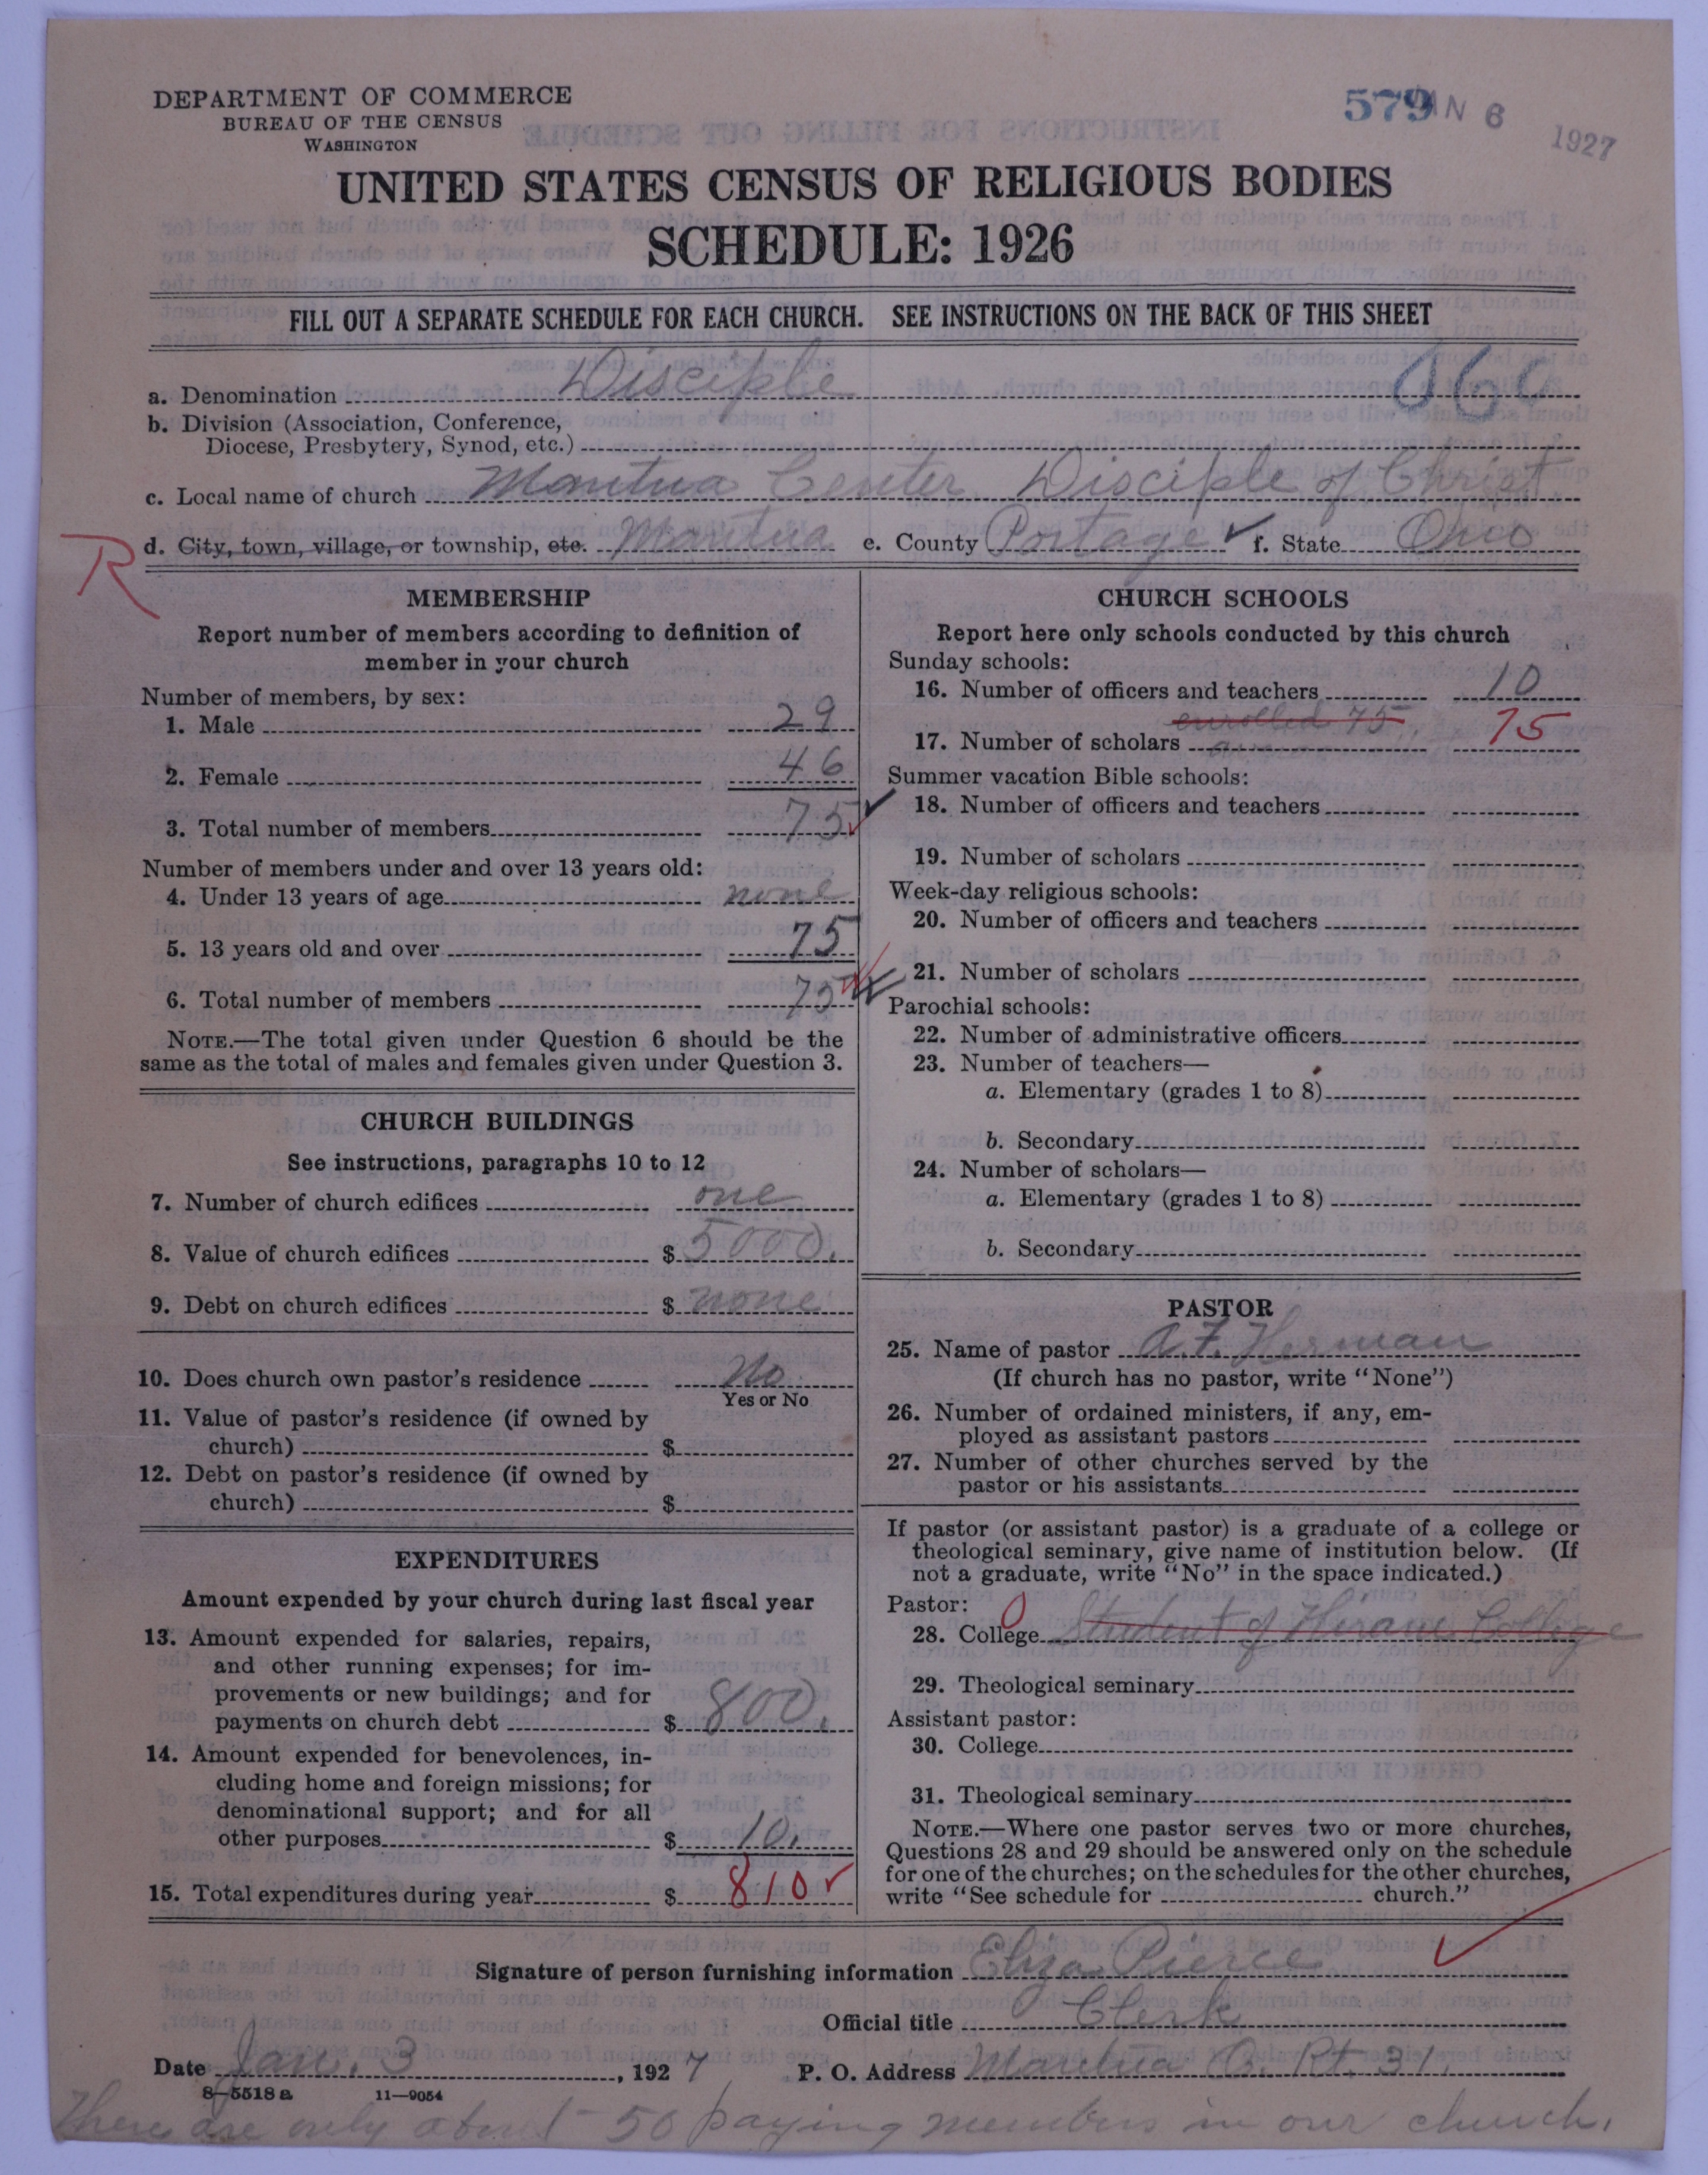 DEPARTMENT OF COMMERCE
BUREAU OF THE CENSUS
WASHINGTON
579 JAN 6 1927
UNITED STATES CENSUS OF RELIGIOUS BODIES
SCHEDULE: 1926
FILL OUT A SEPARATE SCHEDULE FOR EACH CHURCH. SEE INSTRUCTIONS ON THE BACK OF THIS SHEET
a. Denomination Disciple
b. Division (Association, Conference,
Diocese, Presbytery, Synod, etc.)
c. Local name of church Mantua Center Disciple of Christ
R d. City, town, village, or township, etc. Mantua e. County Portage ✓ f. State Ohio
MEMBERSHIP
Report number of members according to definition of
member in your church
Number of members, by sex:
1. Male 29
2. Female 46
3. Total number of members 75 ✓
Number of members under and over 13 years old:
4. Under 13 years of age none
5. 13 years old and over 75
6. Total number of members 75
NOTE.—The total given under Question 6 should be the
same as the total of males and females given under Question 3.
CHURCH BUILDINGS
See instructions, paragraphs 10 to 12
7. Number of church edifices one
8. Value of church edifices $ 5000.
9. Debt on church edifices $ none
10. Does church own pastor's residence No
Yes or No
11. Value of pastor's residence (if owned by
church) $
12. Debt on pastor's residence (if owned by
church) $
EXPENDITURES
Amount expended by your church during last fiscal year
13. Amount expended for salaries, repairs,
and other running expenses; for im-
provements or new buildings; and for
payments on church debt $ 800.
14. Amount expended for benevolences, in-
cluding home and foreign missions; for
denominational support; and for all
other purposes $ 10.
15. Total expenditures during year $ 810 ✓
CHURCH SCHOOLS
Report here only schools conducted by this church
Sunday schools:
16. Number of officers and teachers 10
enrolled 75
17. Number of scholars 75
Summer vacation Bible schools:
18. Number of officers and teachers
19. Number of scholars
Week-day religious schools:
20. Number of officers and teachers
21. Number of scholars
Parochial schools:
22. Number of administrative officers
23. Number of teachers—
a. Elementary (grades 1 to 8)
b. Secondary
24. Number of scholars—
a. Elementary (grades 1 to 8)
b. Secondary
PASTOR
25. Name of pastor A. F. Herman
(If church has no pastor, write "None")
26. Number of ordained ministers, if any, em-
ployed as assistant pastors
27. Number of other churches served by the
pastor or his assistants
If pastor (or assistant pastor) is a graduate of a college or
theological seminary, give name of institution below. (If
not a graduate, write "No" in the space indicated.)
Pastor: 0
28. College Student of Hiram College
29. Theological seminary
Assistant pastor:
30. College
31. Theological seminary
NOTE.—Where one pastor serves two or more churches,
Questions 28 and 29 should be answered only on the schedule
for one of the churches; on the schedules for the other churches,
write "See schedule for church."
Signature of person furnishing information Eliza Pierce
Official title Clerk
Date Jan. 3, 1927 P. O. Address Mantua O. Rt. 31.
8-5518 a 11—9054
There are only about 50 paying members in our church.